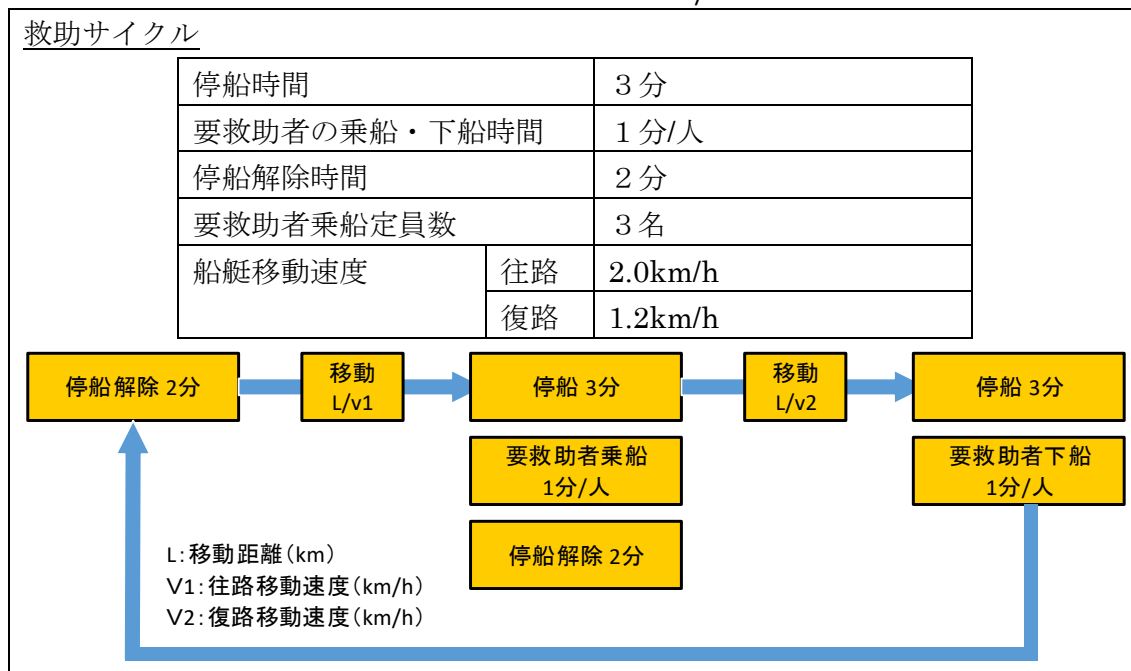 救助サイクル
停船時間 3分
要救助者の乗船・下船時間 1分/人
停船解除時間 2分
要救助者乗船定員数 3名
船艇移動速度 往路 2.0km/h
復路 1.2km/h
停船解除 2分
移動
L/v1
停船 3分
移動
L/v2
停船 3分
要救助者乗船
1分/人
要救助者下船
1分/人
停船解除 2分
L:移動距離(km)
V1:往路移動速度(km/h)
V2:復路移動速度(km/h)